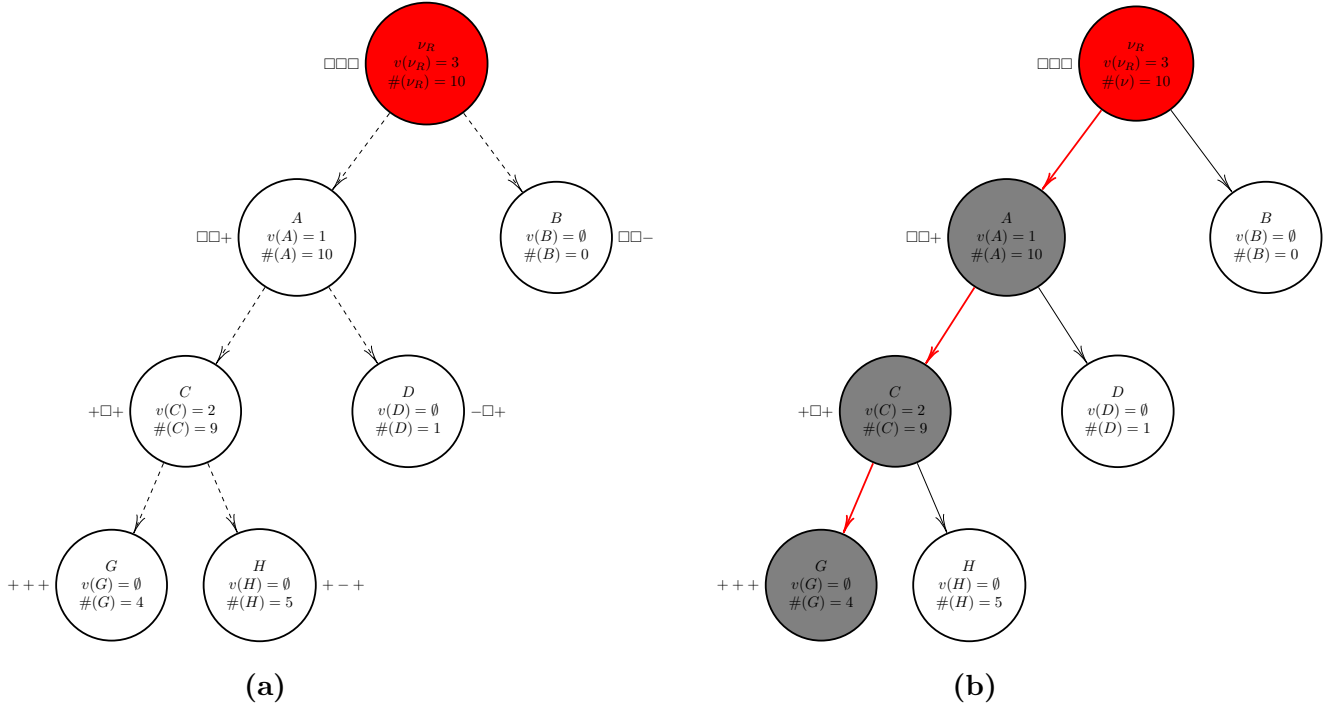 ν_R
□□□ v(ν_R) = 3
#(ν_R) = 10
A
□□+ v(A) = 1
#(A) = 10
B
v(B) = ∅ □□−
#(B) = 0
C
+□+ v(C) = 2
#(C) = 9
D
v(D) = ∅ −□+
#(D) = 1
G
+++ v(G) = ∅
#(G) = 4
H
v(H) = ∅ +−+
#(H) = 5
(a)
ν_R
□□□ v(ν_R) = 3
#(ν) = 10
A
□□+ v(A) = 1
#(A) = 10
B
v(B) = ∅
#(B) = 0
C
+□+ v(C) = 2
#(C) = 9
D
v(D) = ∅
#(D) = 1
G
+++ v(G) = ∅
#(G) = 4
H
v(H) = ∅
#(H) = 5
(b)